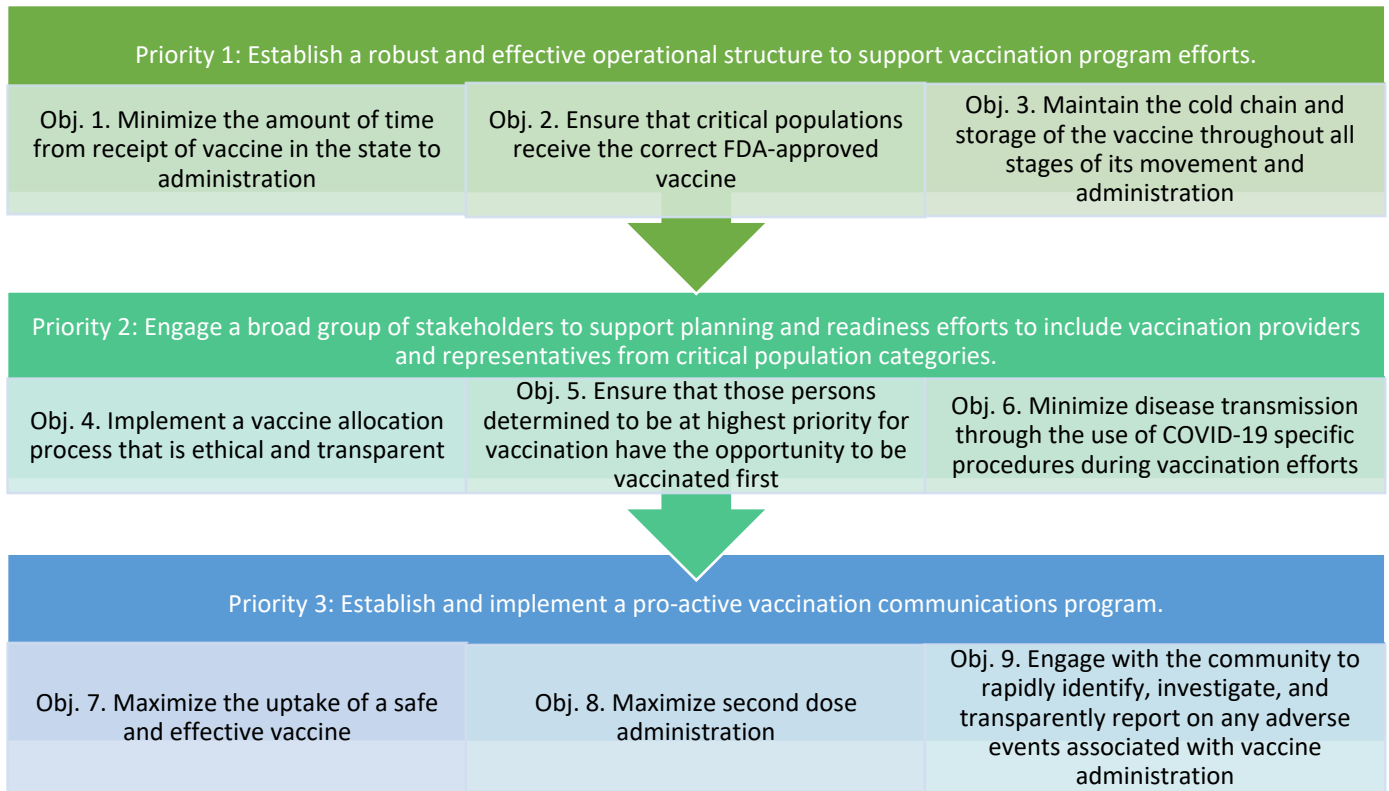 Priority 1: Establish a robust and effective operational structure to support vaccination program efforts.
Obj. 1. Minimize the amount of time
from receipt of vaccine in the state to
administration
Obj. 2. Ensure that critical populations
receive the correct FDA-approved
vaccine
Obj. 3. Maintain the cold chain and
storage of the vaccine throughout all
stages of its movement and
administration
Priority 2: Engage a broad group of stakeholders to support planning and readiness efforts to include vaccination providers
and representatives from critical population categories.
Obj. 4. Implement a vaccine allocation
process that is ethical and transparent
Obj. 5. Ensure that those persons
determined to be at highest priority for
vaccination have the opportunity to be
vaccinated first
Obj. 6. Minimize disease transmission
through the use of COVID-19 specific
procedures during vaccination efforts
Priority 3: Establish and implement a pro-active vaccination communications program.
Obj. 7. Maximize the uptake of a safe
and effective vaccine
Obj. 8. Maximize second dose
administration
Obj. 9. Engage with the community to
rapidly identify, investigate, and
transparently report on any adverse
events associated with vaccine
administration